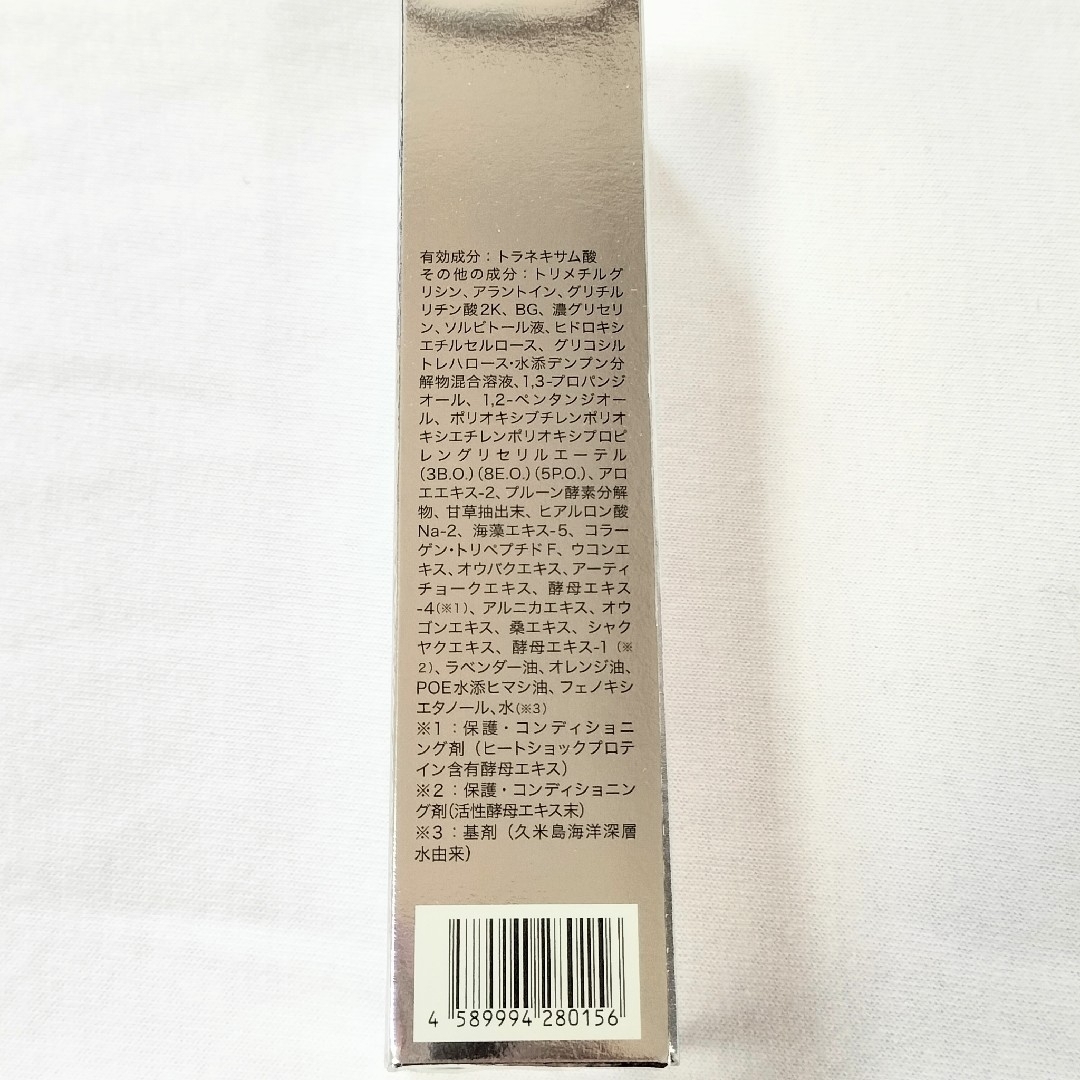 有効成分：トラネキサム酸
その他の成分：トリメチルグ
リシン、アラントイン、グリチル
リチン酸2K、BG、濃グリセリ
ン、ソルビトール液、ヒドロキシ
エチルセルロース、グリコシル
トレハロース・水添デンプン分
解物混合溶液、1,3-プロパンジ
オール、1,2-ペンタンジオー
ル、ポリオキシブチレンポリオ
キシエチレンポリオキシプロピ
レングリセリルエーテル
(3B.O.)(8E.O.)(5P.O.)、アロ
エエキス-2、プルーン酵素分解
物、甘草抽出末、ヒアルロン酸
Na-2、海藻エキス-5、コラー
ゲン・トリペプチドF、ウコンエ
キス、オウバクエキス、アーティ
チョークエキス、酵母エキス
-4(※1)、アルニカエキス、オウ
ゴンエキス、桑エキス、シャク
ヤクエキス、酵母エキス-1(※
2)、ラベンダー油、オレンジ油、
POE水添ヒマシ油、フェノキシ
エタノール、水(※3)
※1：保護・コンディショニ
ング剤（ヒートショックプロテ
イン含有酵母エキス）
※2：保護・コンディショニン
グ剤(活性酵母エキス末)
※3：基剤（久米島海洋深層
水由来）
4 589994 280156